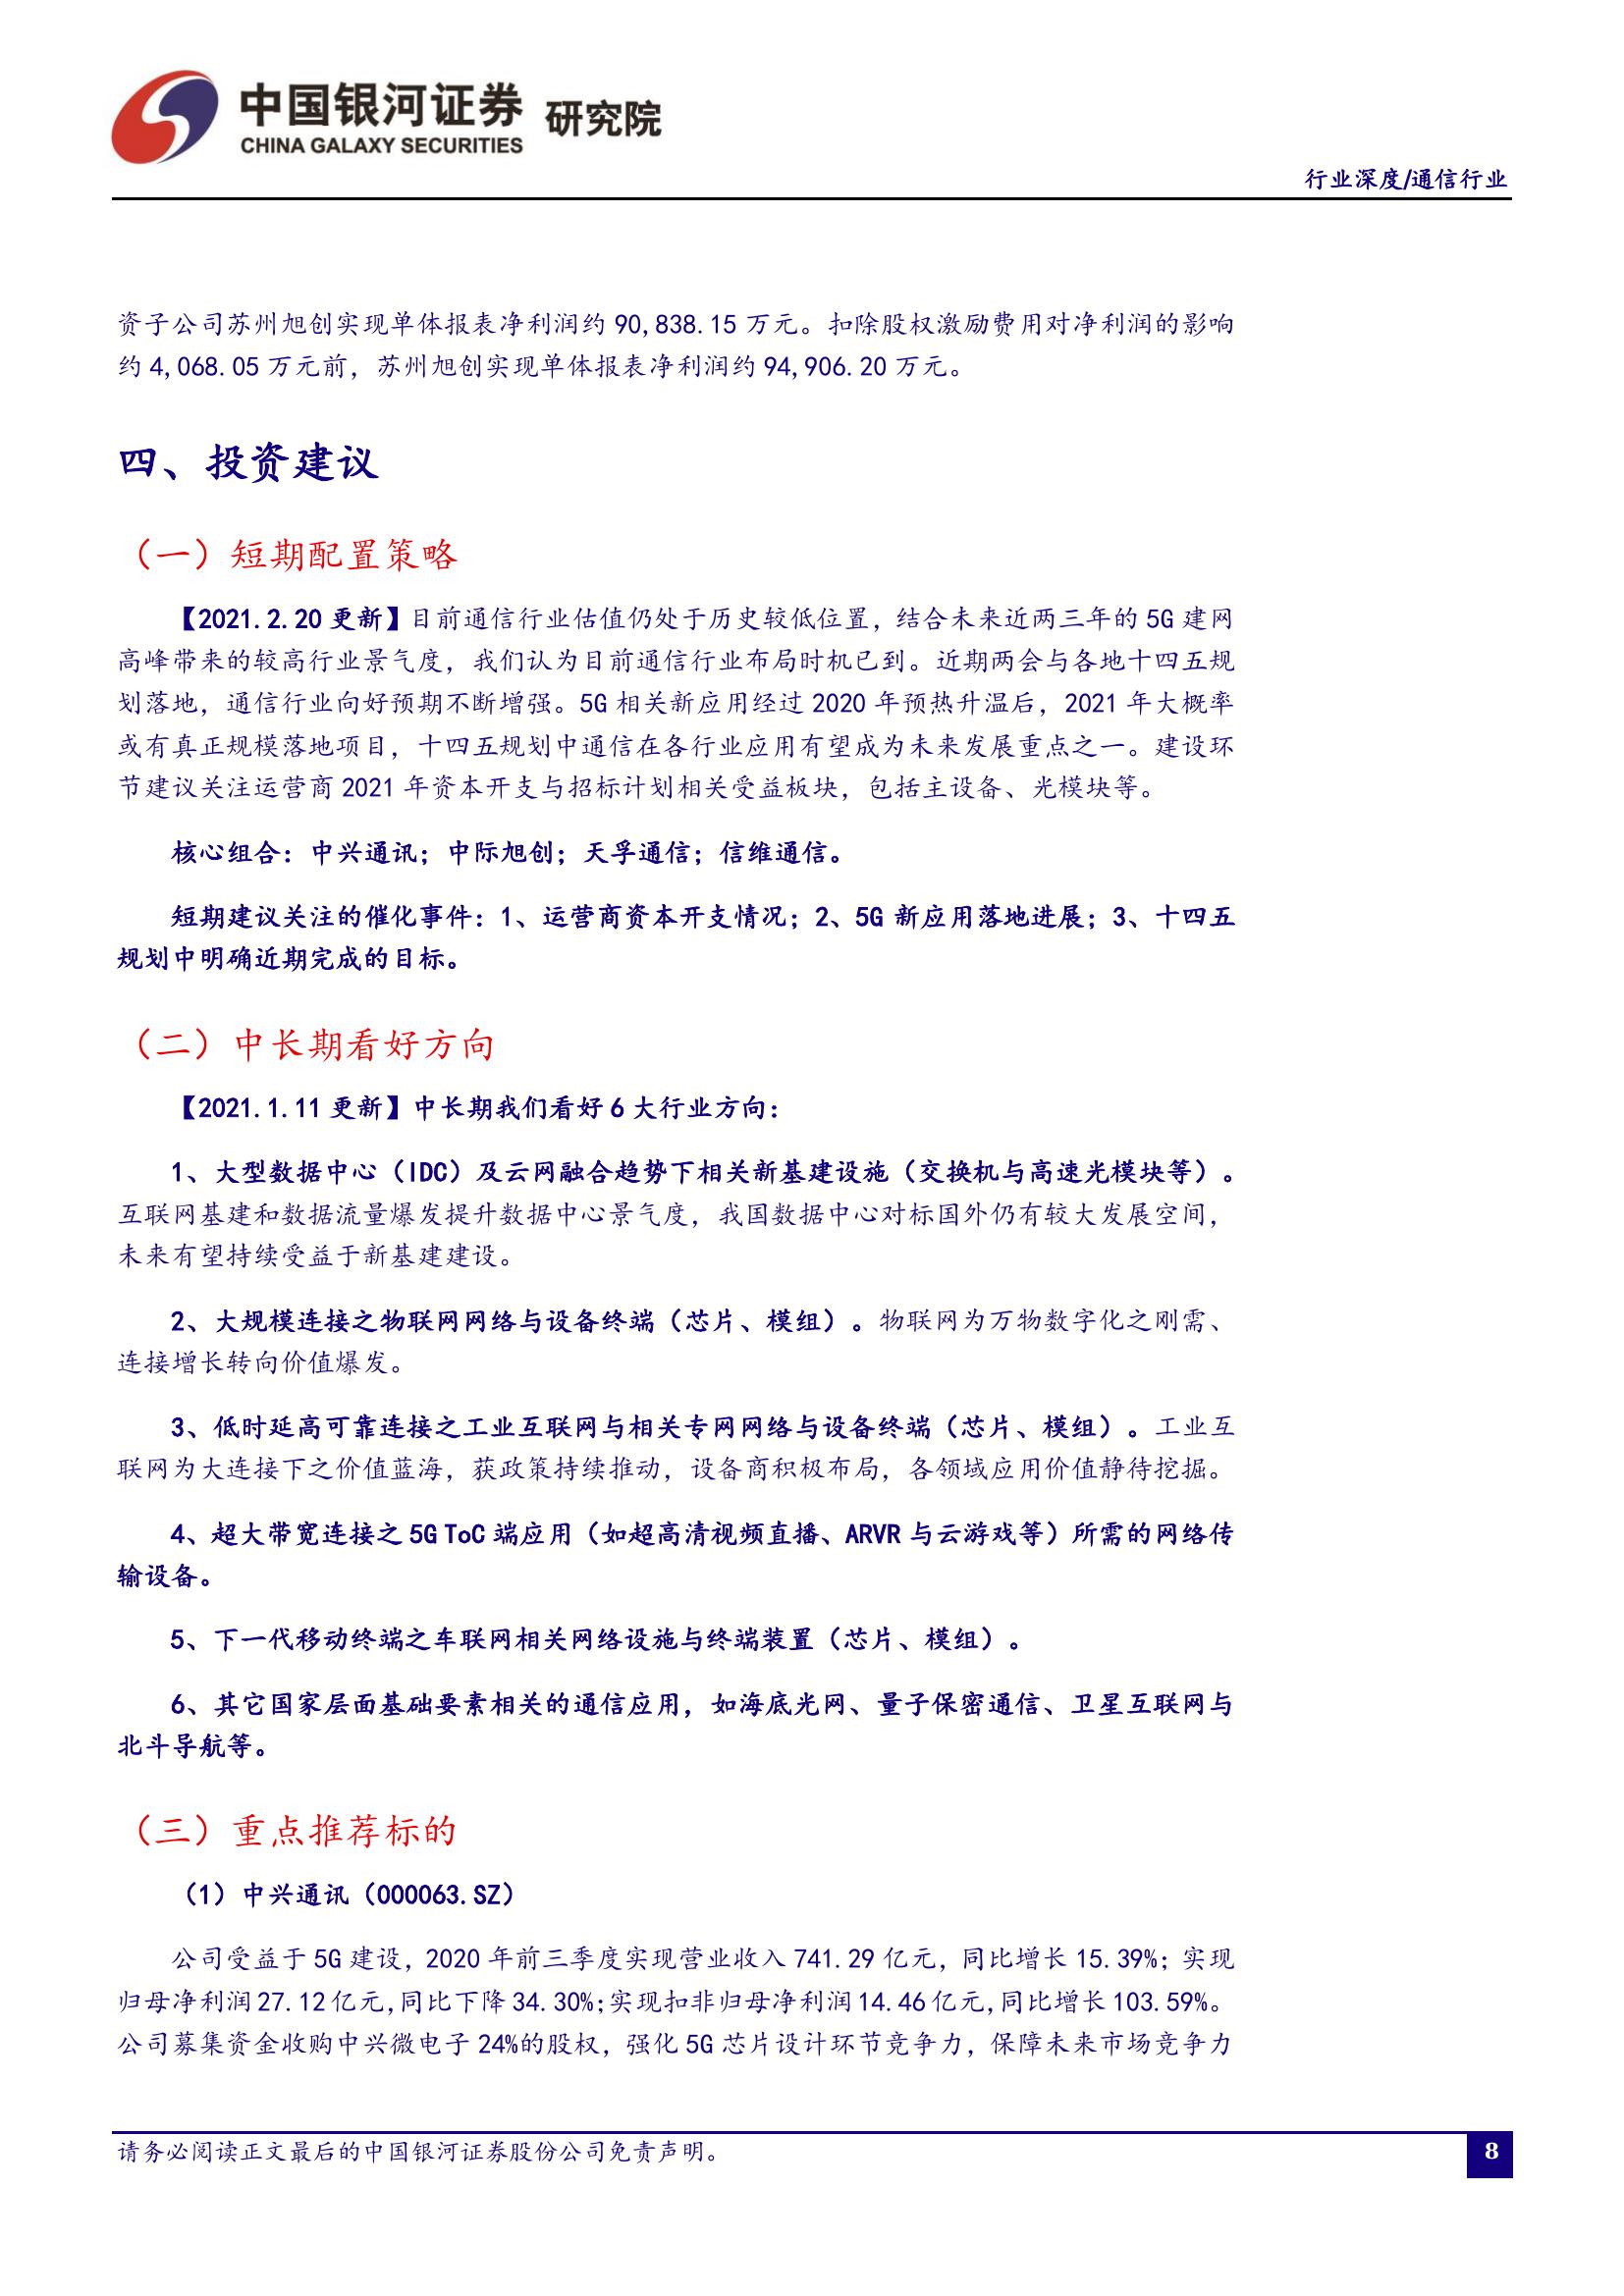 中国银河证券 研究院
CHINA GALAXY SECURITIES
行业深度/通信行业
资子公司苏州旭创实现单体报表净利润约 90,838.15 万元。扣除股权激励费用对净利润的影响
约 4,068.05 万元前，苏州旭创实现单体报表净利润约 94,906.20 万元。
四、投资建议
（一）短期配置策略
【2021.2.20 更新】目前通信行业估值仍处于历史较低位置，结合未来近两三年的 5G 建网
高峰带来的较高行业景气度，我们认为目前通信行业布局时机已到。近期两会与各地十四五规
划落地，通信行业向好预期不断增强。5G 相关新应用经过 2020 年预热升温后，2021 年大概率
或有真正规模落地项目，十四五规划中通信在各行业应用有望成为未来发展重点之一。建设环
节建议关注运营商 2021 年资本开支与招标计划相关受益板块，包括主设备、光模块等。
核心组合：中兴通讯；中际旭创；天孚通信；信维通信。
短期建议关注的催化事件：1、运营商资本开支情况；2、5G 新应用落地进展；3、十四五
规划中明确近期完成的目标。
（二）中长期看好方向
【2021.1.11 更新】中长期我们看好 6 大行业方向：
1、大型数据中心（IDC）及云网融合趋势下相关新基建设施（交换机与高速光模块等）。
互联网基建和数据流量爆发提升数据中心景气度，我国数据中心对标国外仍有较大发展空间，
未来有望持续受益于新基建建设。
2、大规模连接之物联网网络与设备终端（芯片、模组）。物联网为万物数字化之刚需、
连接增长转向价值爆发。
3、低时延高可靠连接之工业互联网与相关专网网络与设备终端（芯片、模组）。工业互
联网为大连接下之价值蓝海，获政策持续推动，设备商积极布局，各领域应用价值静待挖掘。
4、超大带宽连接之 5G ToC 端应用（如超高清视频直播、ARVR 与云游戏等）所需的网络传
输设备。
5、下一代移动终端之车联网相关网络设施与终端装置（芯片、模组）。
6、其它国家层面基础要素相关的通信应用，如海底光网、量子保密通信、卫星互联网与
北斗导航等。
（三）重点推荐标的
（1）中兴通讯（000063.SZ）
公司受益于 5G 建设，2020 年前三季度实现营业收入 741.29 亿元，同比增长 15.39%；实现
归母净利润 27.12 亿元，同比下降 34.30%；实现扣非归母净利润 14.46 亿元，同比增长 103.59%。
公司募集资金收购中兴微电子 24%的股权，强化 5G 芯片设计环节竞争力，保障未来市场竞争力
请务必阅读正文最后的中国银河证券股份公司免责声明。
8